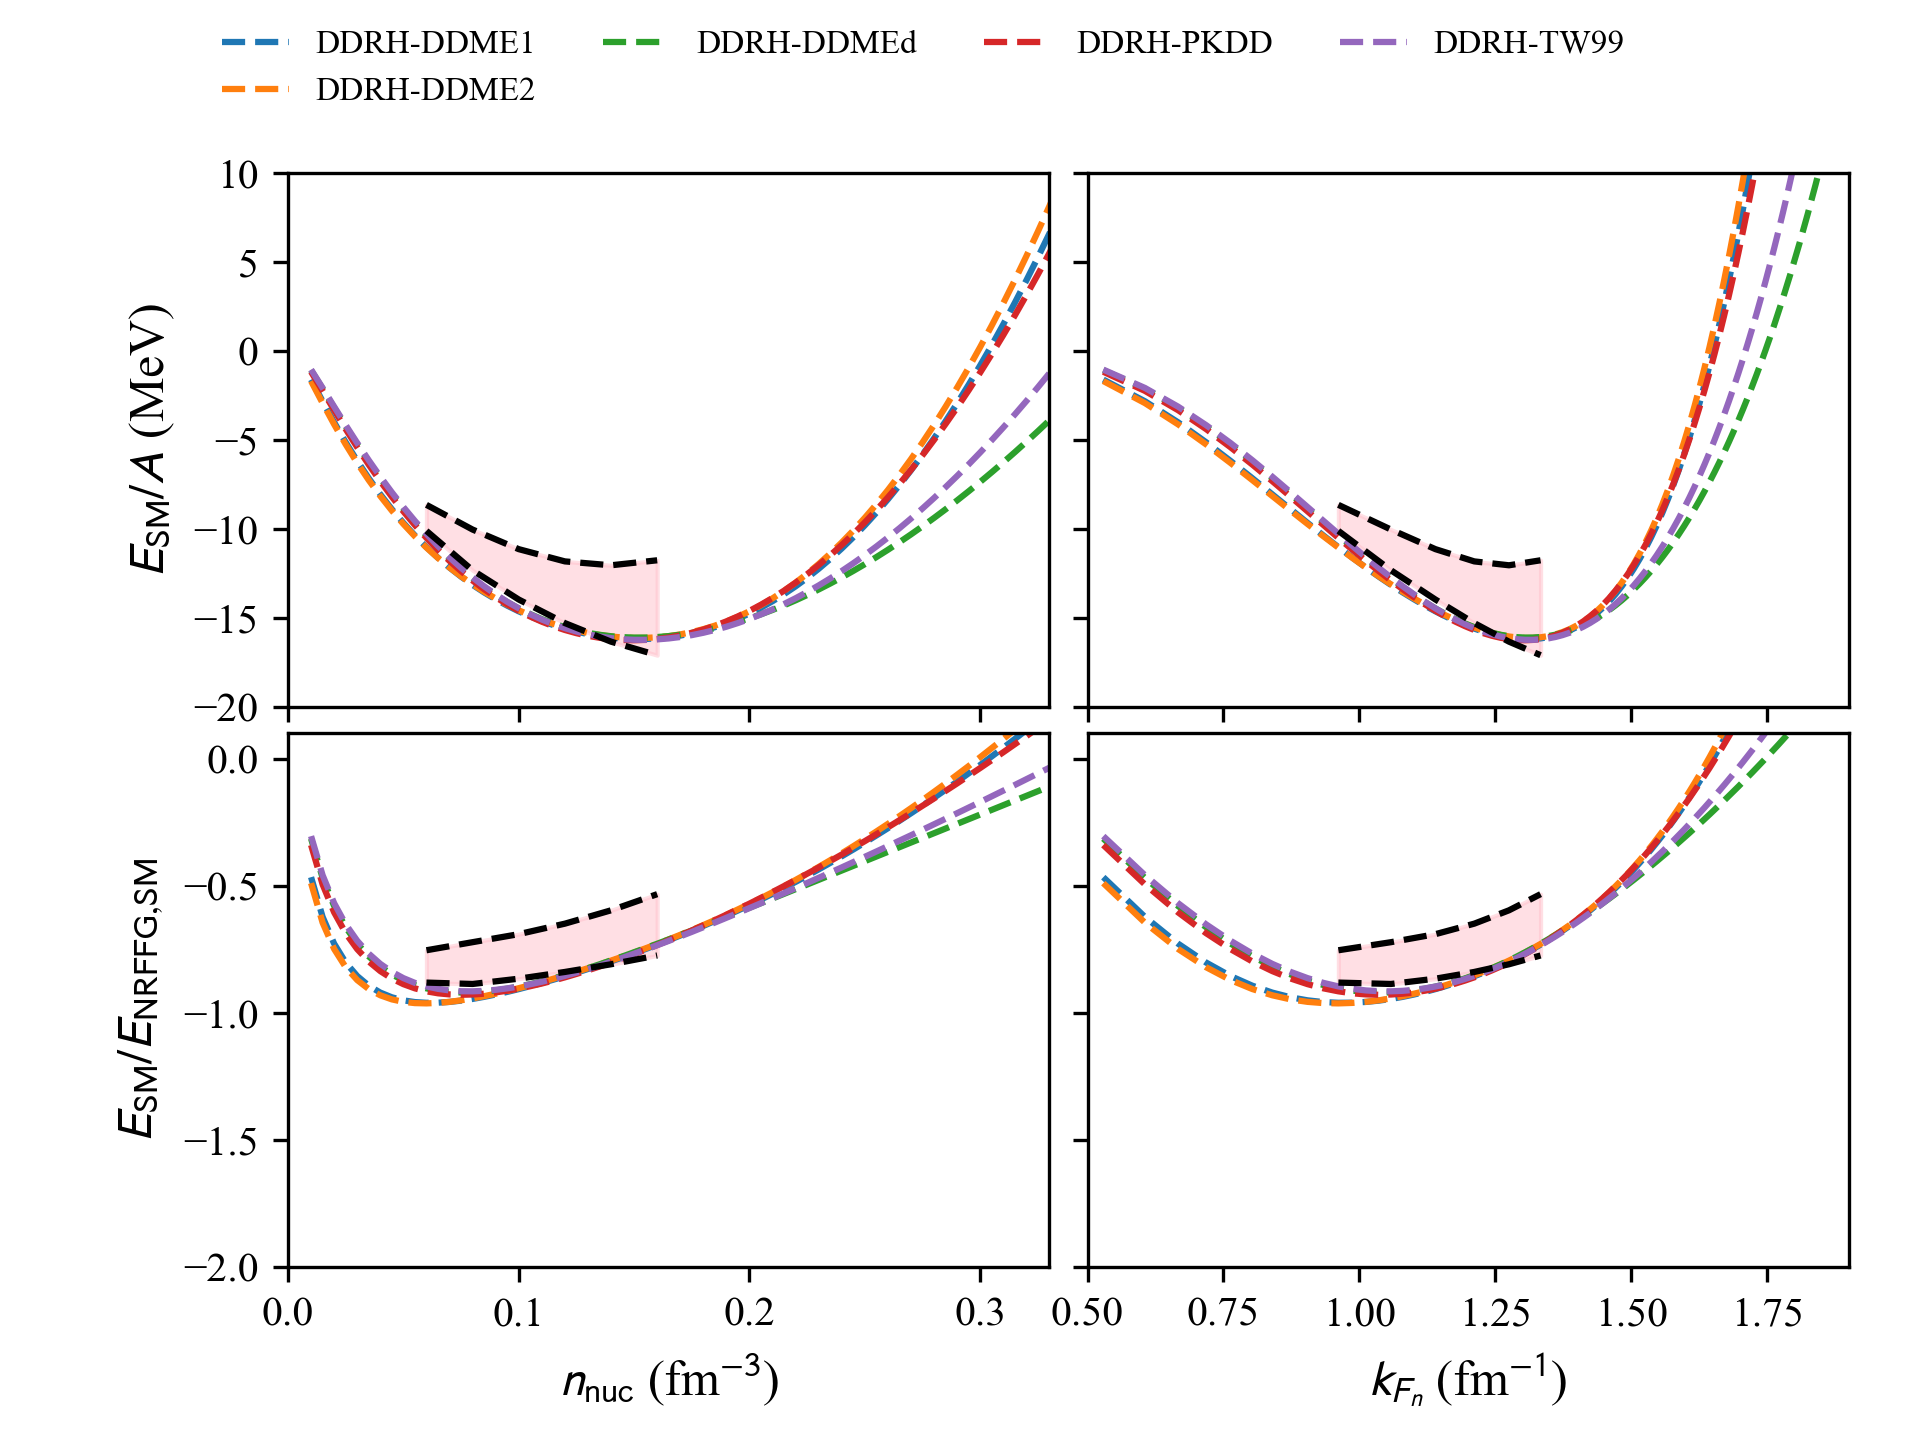 DDRH-DDME1 DDRH-DDMEd DDRH-PKDD DDRH-TW99
DDRH-DDME2
10
5
0
−5
−10
−15
−20
E_SM/A (MeV)
0.0
−0.5
−1.0
−1.5
−2.0
E_SM/E_NRFFG,SM
0.0 0.1 0.2 0.3
n_nuc (fm⁻³)
0.50 0.75 1.00 1.25 1.50 1.75
k_F_n (fm⁻¹)